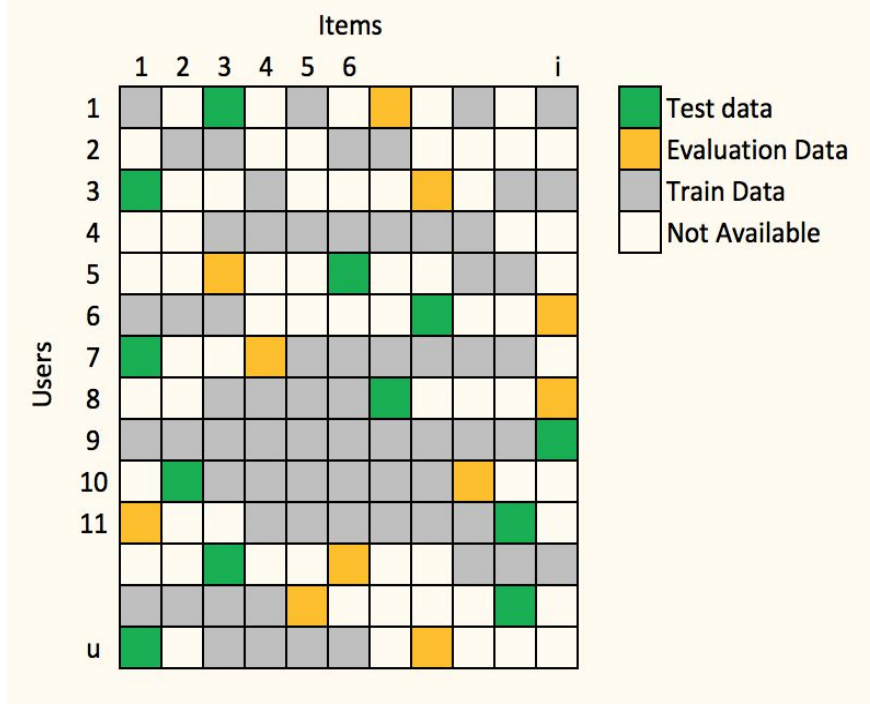 Items
1 2 3 4 5 6 i
Users
1
2
3
4
5
6
7
8
9
10
11
u
Test data
Evaluation Data
Train Data
Not Available